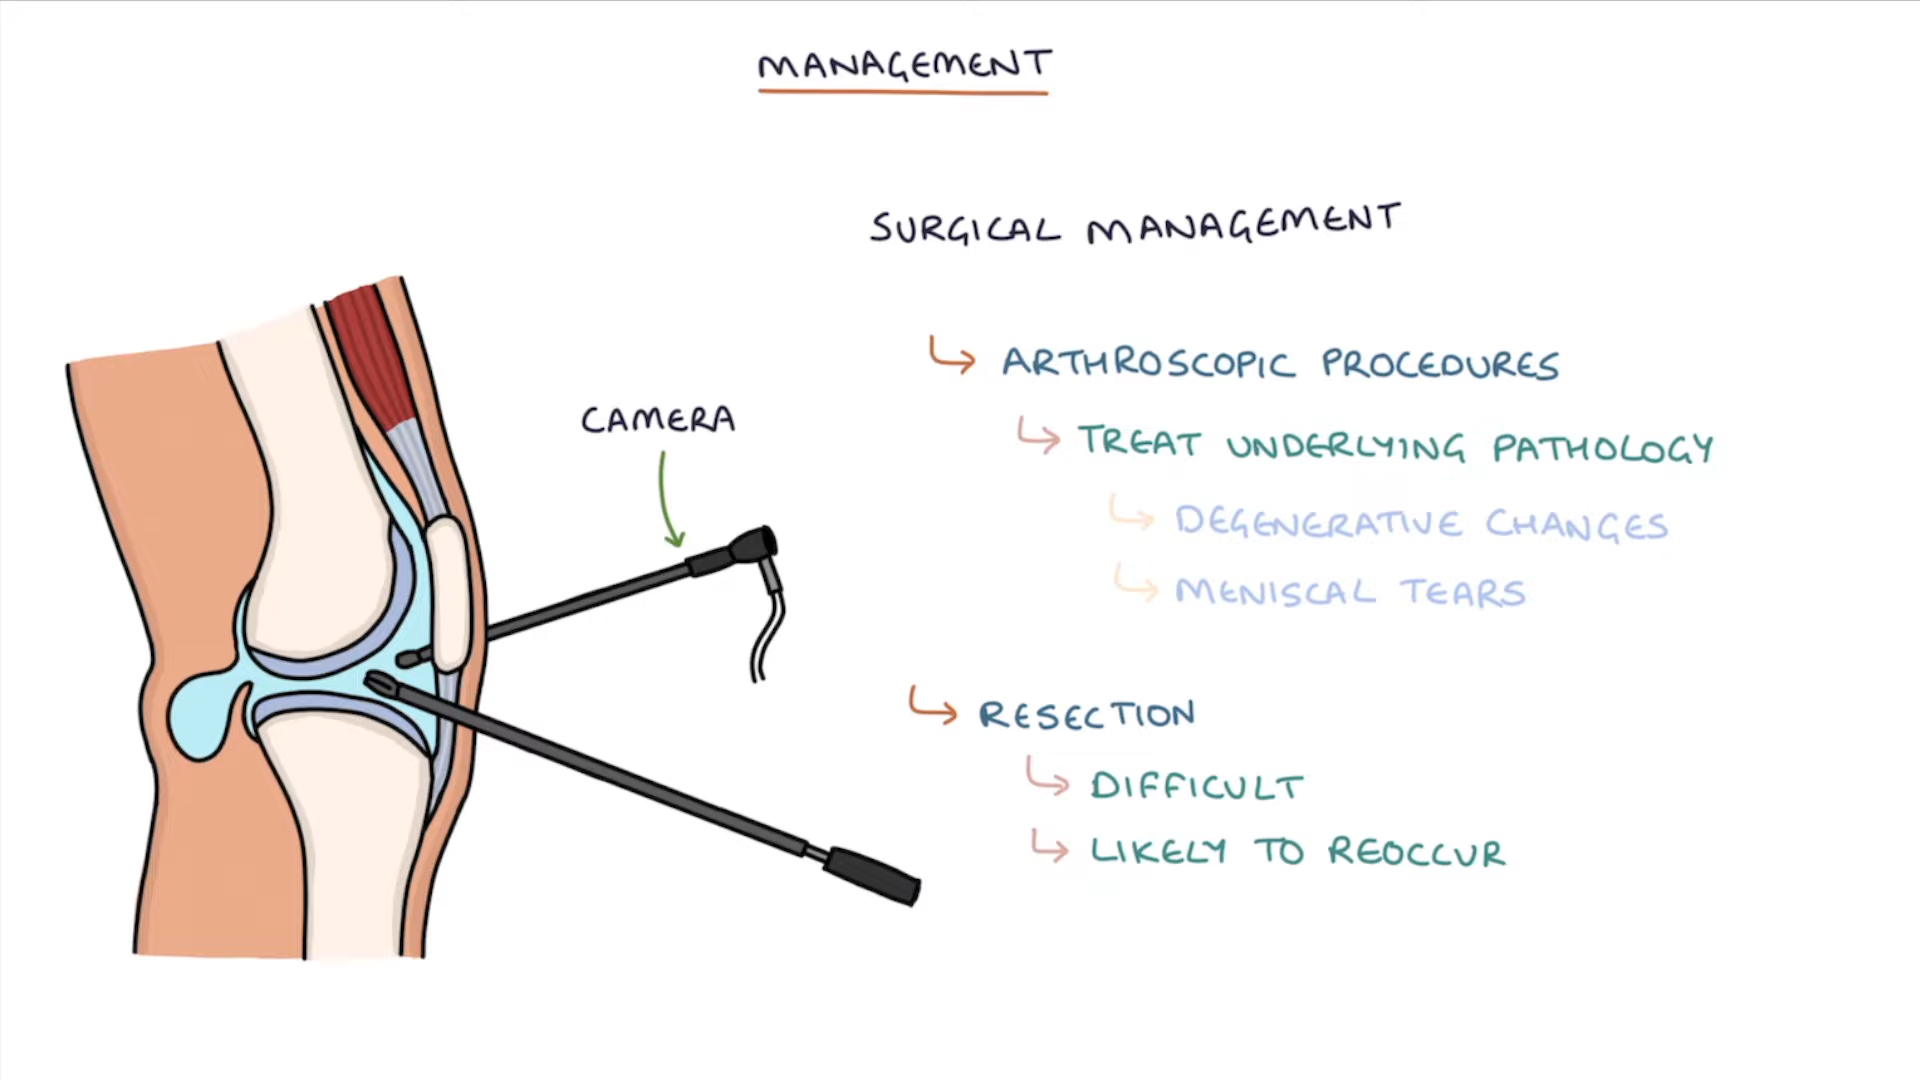 MANAGEMENT
SURGICAL MANAGEMENT
ARTHROSCOPIC PROCEDURES
CAMERA
TREAT UNDERLYING PATHOLOGY
DEGENERATIVE CHANGES
MENISCAL TEARS
RESECTION
DIFFICULT
LIKELY TO REOCCUR